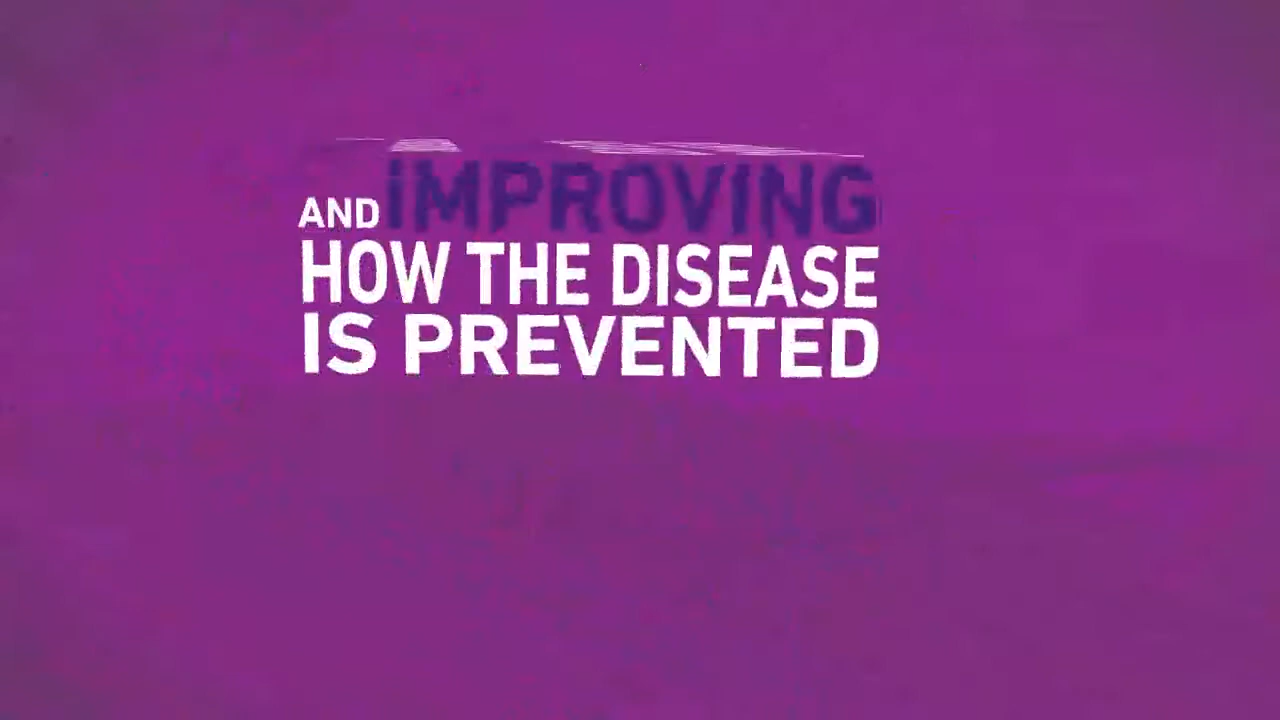 AND IMPROVING
HOW THE DISEASE
IS PREVENTED